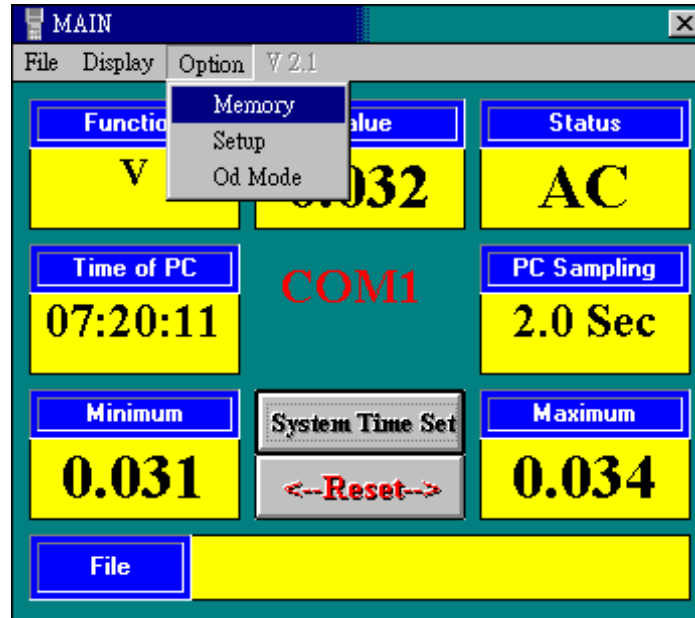 MAIN
File Display Option V 2.1
Memory
Setup
Od Mode
Functio
alue
Status
V
0.032
AC
Time of PC
COM1
PC Sampling
07:20:11
2.0 Sec
Minimum
System Time Set
Maximum
0.031
<--Reset-->
0.034
File